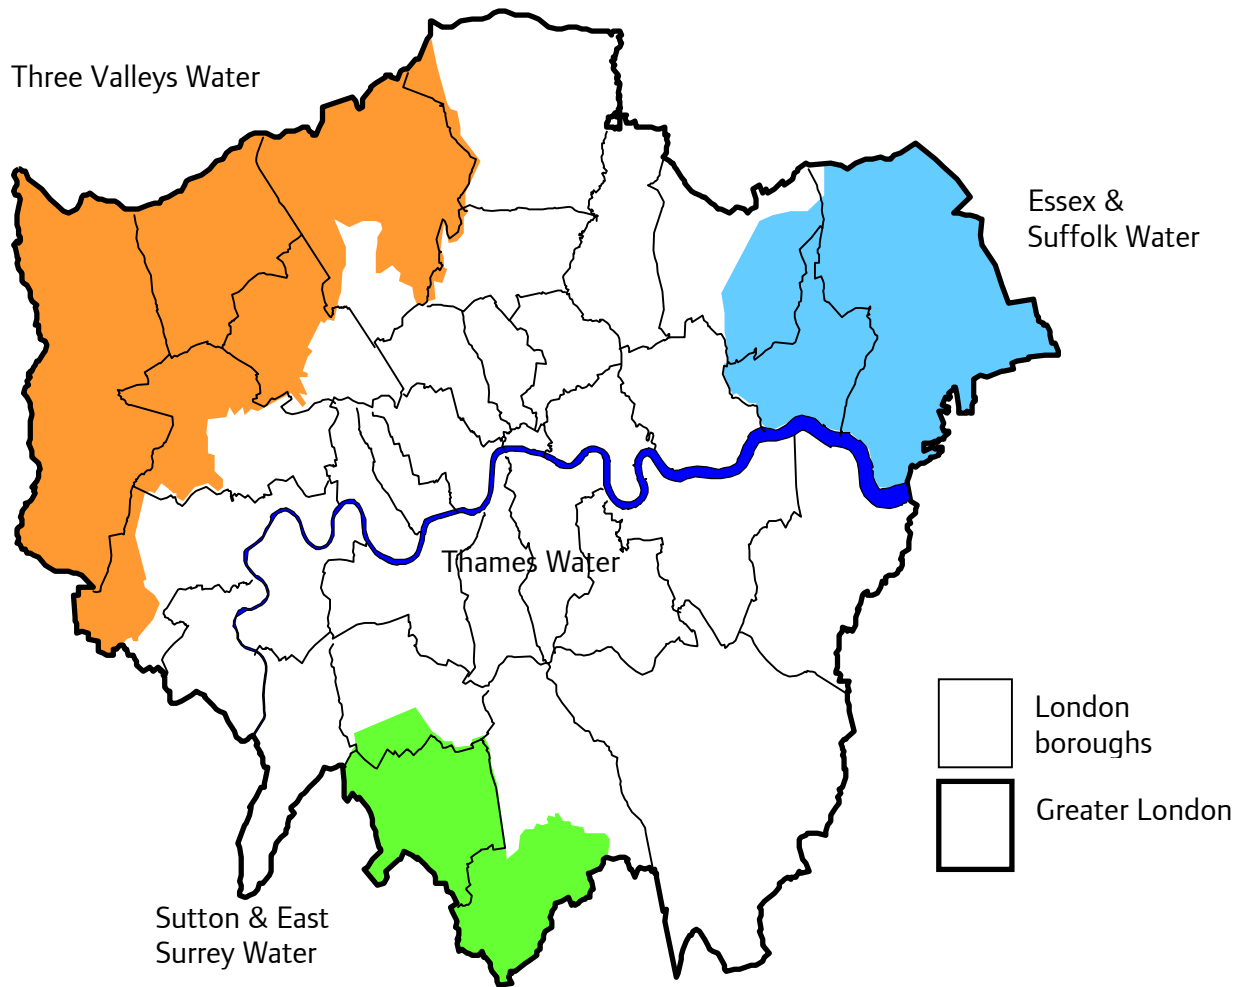 Three Valleys Water
Essex &
Suffolk Water
Thames Water
London
boroughs
Greater London
Sutton & East
Surrey Water